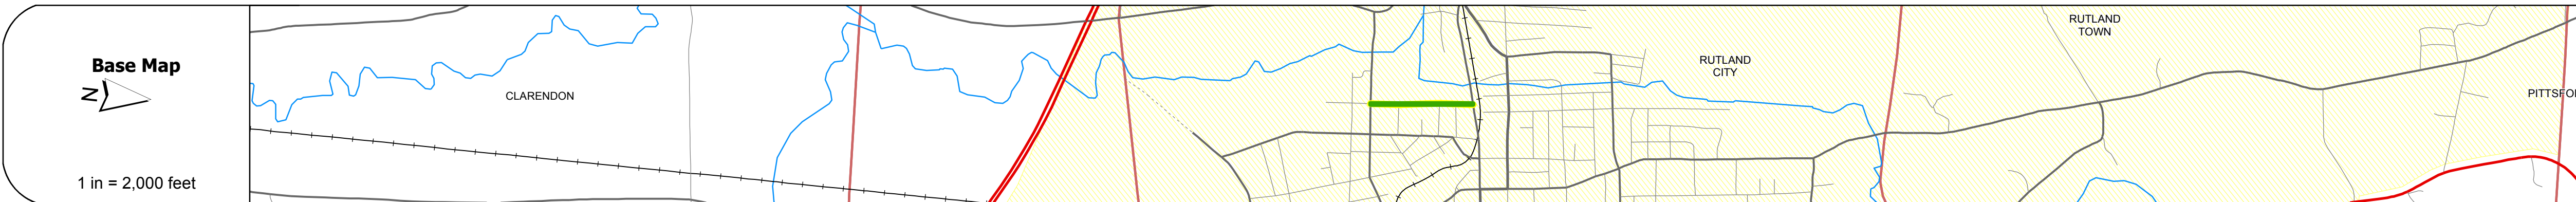 Base Map
N
1 in = 2,000 feet
CLARENDON
RUTLAND
CITY
RUTLAND
TOWN
PITTSFO